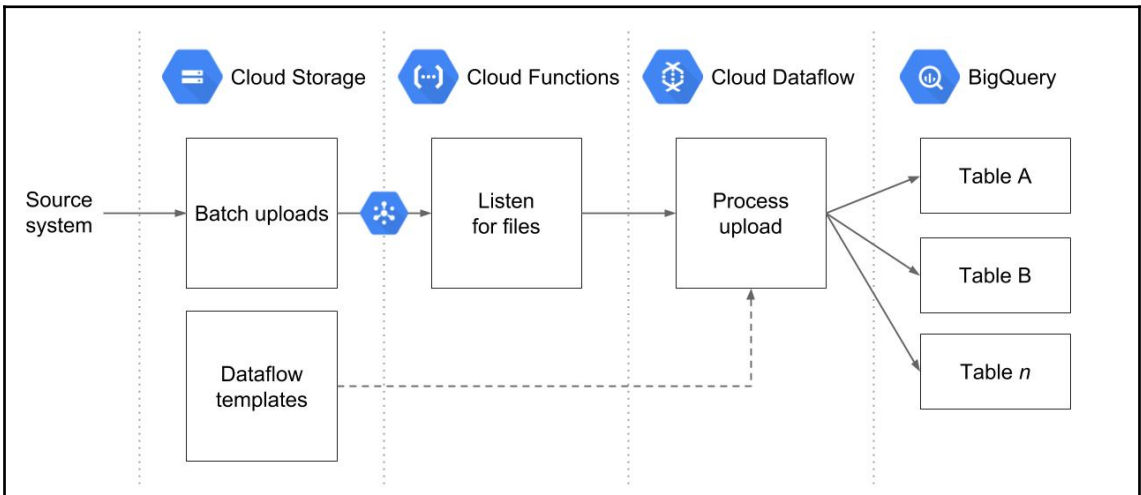 Cloud Storage
Cloud Functions
Cloud Dataflow
BigQuery
Source
system
Batch uploads
Listen
for files
Process
upload
Table A
Table B
Table n
Dataflow
templates